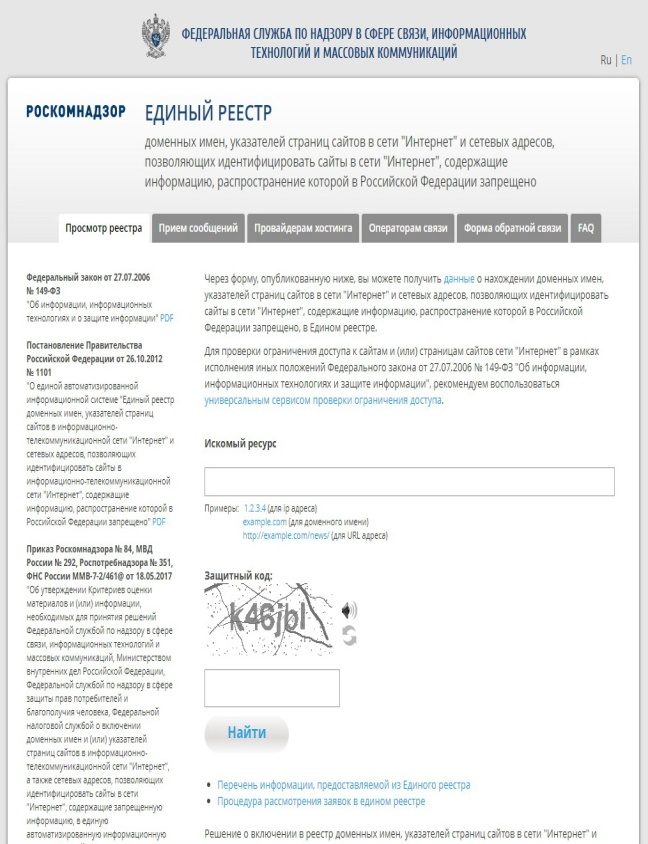 ФЕДЕРАЛЬНАЯ СЛУЖБА ПО НАДЗОРУ В СФЕРЕ СВЯЗИ, ИНФОРМАЦИОННЫХ
ТЕХНОЛОГИЙ И МАССОВЫХ КОММУНИКАЦИЙ
Ru | En
РОСКОМНАДЗОР
ЕДИНЫЙ РЕЕСТР
доменных имен, указателей страниц сайтов в сети "Интернет" и сетевых адресов,
позволяющих идентифицировать сайты в сети "Интернет", содержащие
информацию, распространение которой в Российской Федерации запрещено
Просмотр реестра Прием сообщений Провайдерам хостинга Операторам связи Форма обратной связи FAQ
Федеральный закон от 27.07.2006
№ 149-ФЗ
"Об информации, информационных
технологиях и о защите информации" PDF
Постановление Правительства
Российской Федерации от 26.10.2012
№ 1101
"О единой автоматизированной
информационной системе "Единый реестр
доменных имен, указателей страниц
сайтов в информационно-
телекоммуникационной сети "Интернет" и
сетевых адресов, позволяющих
идентифицировать сайты в
информационно-телекоммуникационной
сети "Интернет", содержащие
информацию, распространение которой в
Российской Федерации запрещено" PDF
Приказ Роскомнадзора № 84, МВД
России № 292, Роспотребнадзора № 351,
ФНС России ММВ-7-2/461@ от 18.05.2017
"Об утверждении Критериев оценки
материалов и (или) информации,
необходимых для принятия решений
Федеральной службой по надзору в сфере
связи, информационных технологий и
массовых коммуникаций, Министерством
внутренних дел Российской Федерации,
Федеральной службой по надзору в сфере
защиты прав потребителей и
благополучия человека, Федеральной
налоговой службой о включении
доменных имен и (или) указателей
страниц сайтов в информационно-
телекоммуникационной сети "Интернет",
а также сетевых адресов, позволяющих
идентифицировать сайты в сети
"Интернет", содержащие запрещенную
информацию, в единую
автоматизированную информационную
Через форму, опубликованную ниже, вы можете получить данные о нахождении доменных имен,
указателей страниц сайтов в сети "Интернет" и сетевых адресов, позволяющих идентифицировать
сайты в сети "Интернет", содержащие информацию, распространение которой в Российской
Федерации запрещено, в Едином реестре.
Для проверки ограничения доступа к сайтам и (или) страницам сайтов сети "Интернет" в рамках
исполнения иных положений Федерального закона от 27.07.2006 № 149-ФЗ "Об информации,
информационных технологиях и защите информации", рекомендуем воспользоваться
универсальным сервисом проверки ограничения доступа.
Искомый ресурс
Примеры: 1.2.3.4 (для ip адреса)
example.com (для доменного имени)
http://example.com/news/ (для URL адреса)
Защитный код:
k46jbl
Найти
• Перечень информации, предоставляемой из Единого реестра
• Процедура рассмотрения заявок в едином реестре
Решение о включении в реестр доменных имен, указателей страниц сайтов в сети "Интернет" и